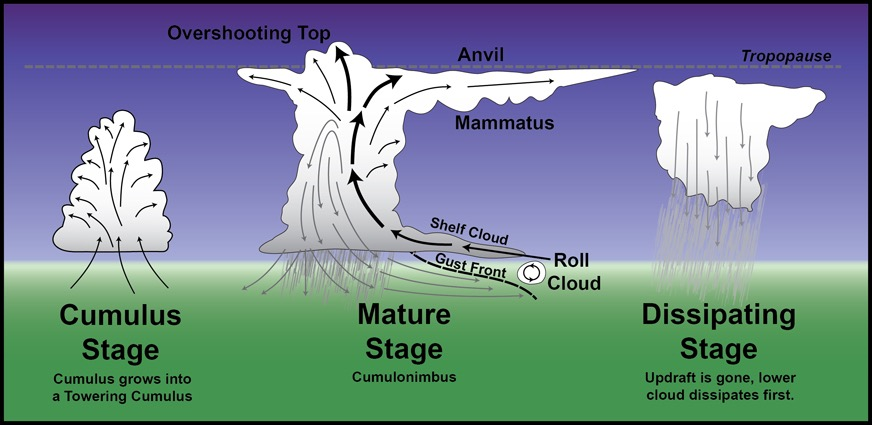 Overshooting Top
Anvil
Tropopause
Mammatus
Shelf Cloud
Gust Front
Roll
Cloud
Cumulus
Stage
Cumulus grows into
a Towering Cumulus
Mature
Stage
Cumulonimbus
Dissipating
Stage
Updraft is gone, lower
cloud dissipates first.